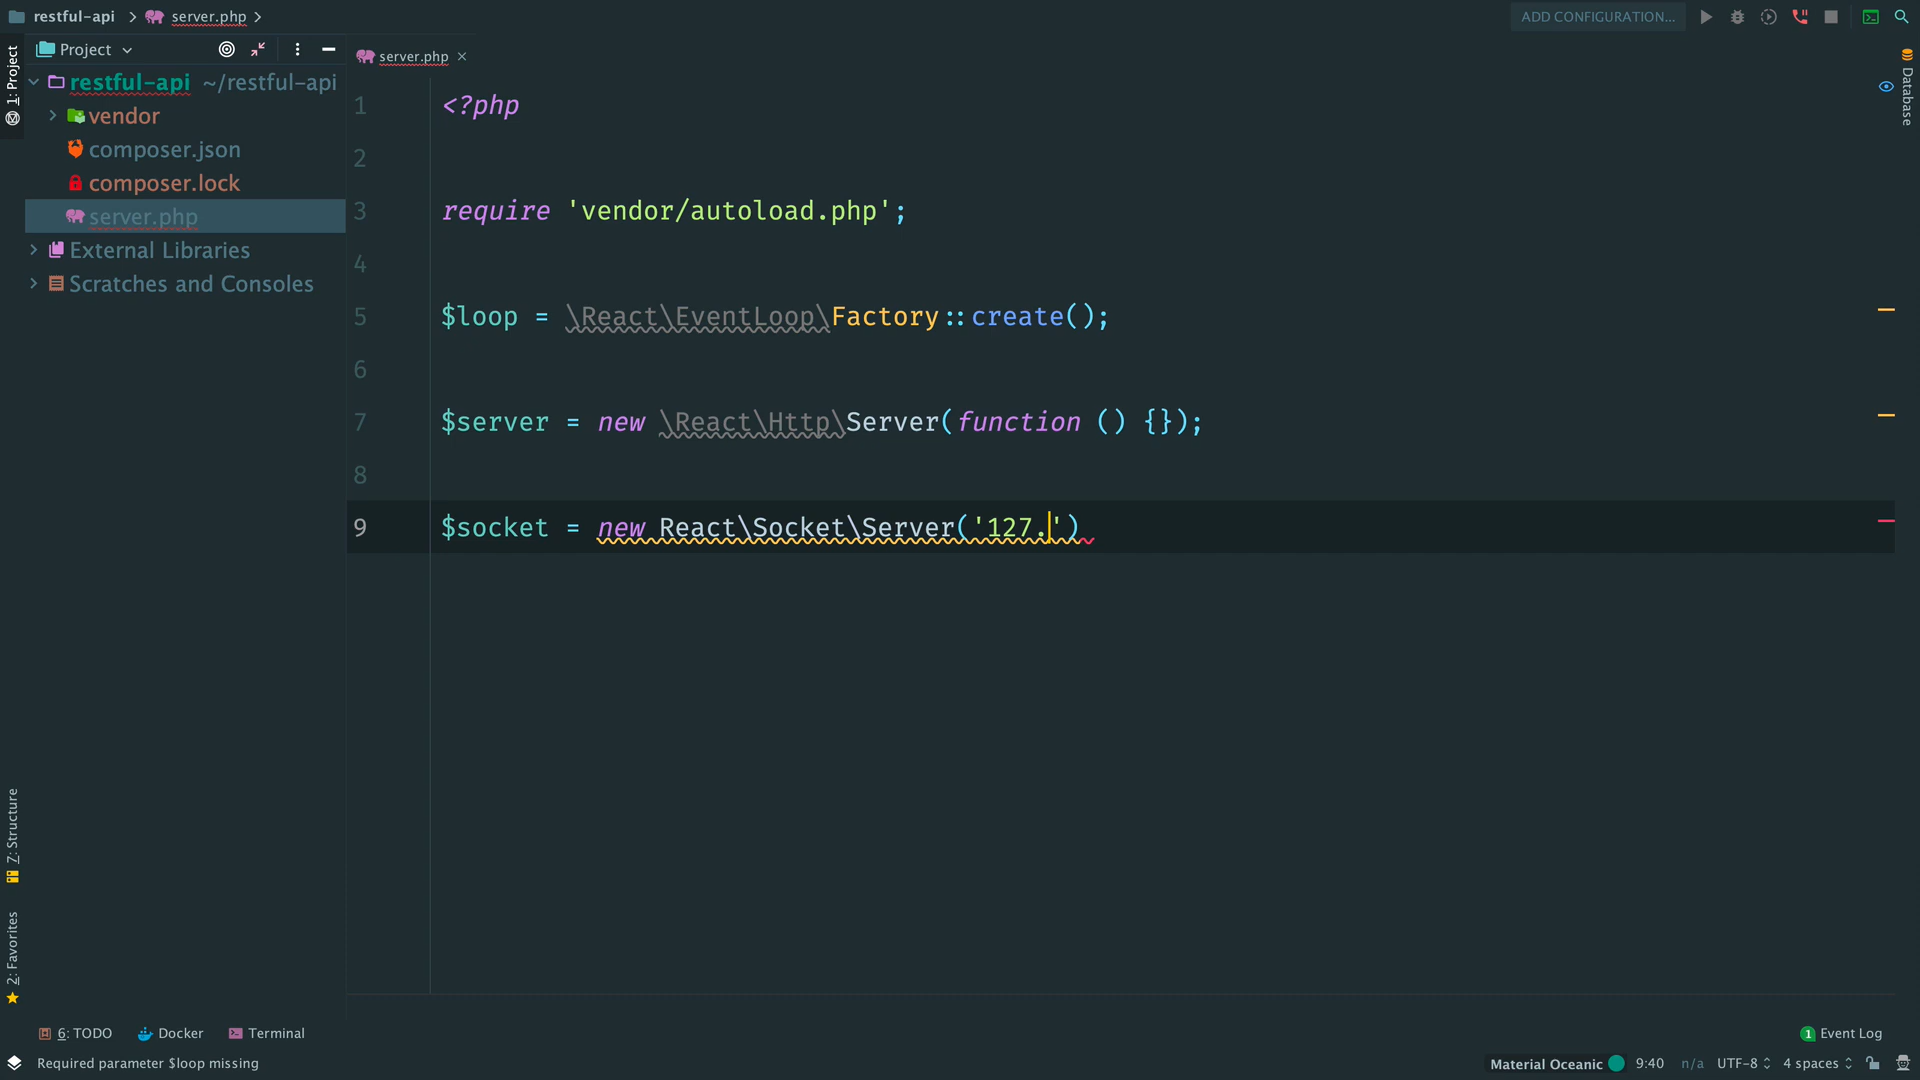 restful-api
server.php
ADD CONFIGURATION...
1: Project
Project
restful-api ~/restful-api
vendor
composer.json
composer.lock
server.php
External Libraries
Scratches and Consoles
server.php
1 <?php
2
3 require 'vendor/autoload.php';
4
5 $loop = \React\EventLoop\Factory::create();
6
7 $server = new \React\Http\Server(function () {});
8
9 $socket = new React\Socket\Server('127.')
Database
7: Structure
2: Favorites
6: TODO
Docker
Terminal
1 Event Log
Required parameter $loop missing
Material Oceanic
9:40
n/a
UTF-8
4 spaces